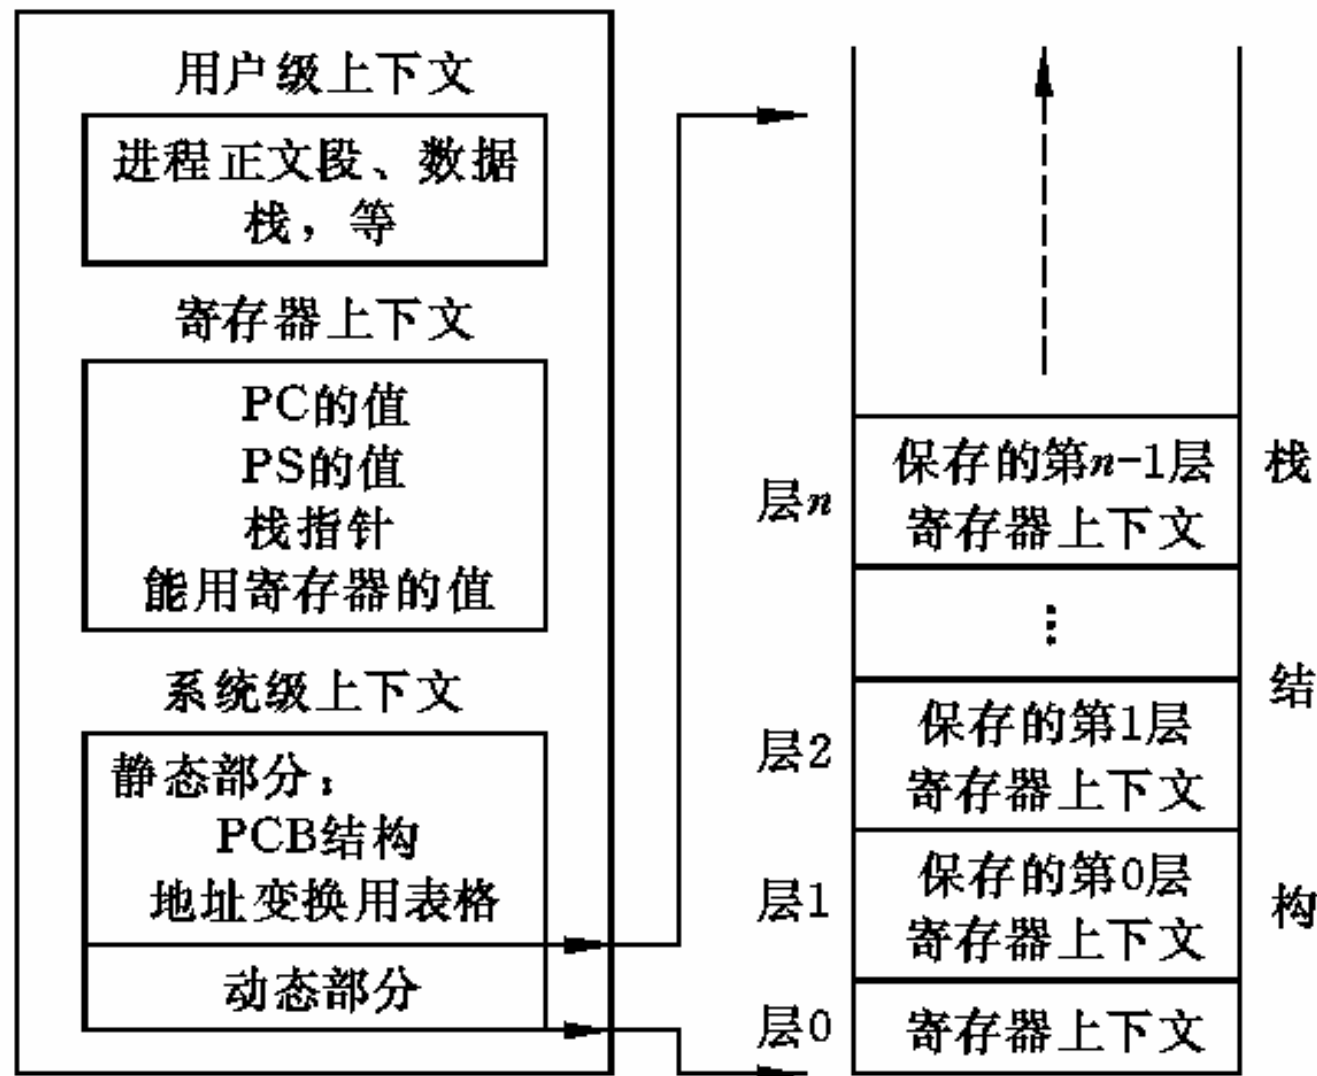 用户级上下文
进程正文段、数据
栈，等
寄存器上下文
PC的值
PS的值
栈指针
能用寄存器的值
系统级上下文
静态部分：
PCB结构
地址变换用表格
动态部分
层n
保存的第n-1层
寄存器上下文
⋮
层2
保存的第1层
寄存器上下文
层1
保存的第0层
寄存器上下文
层0
寄存器上下文
栈
结
构